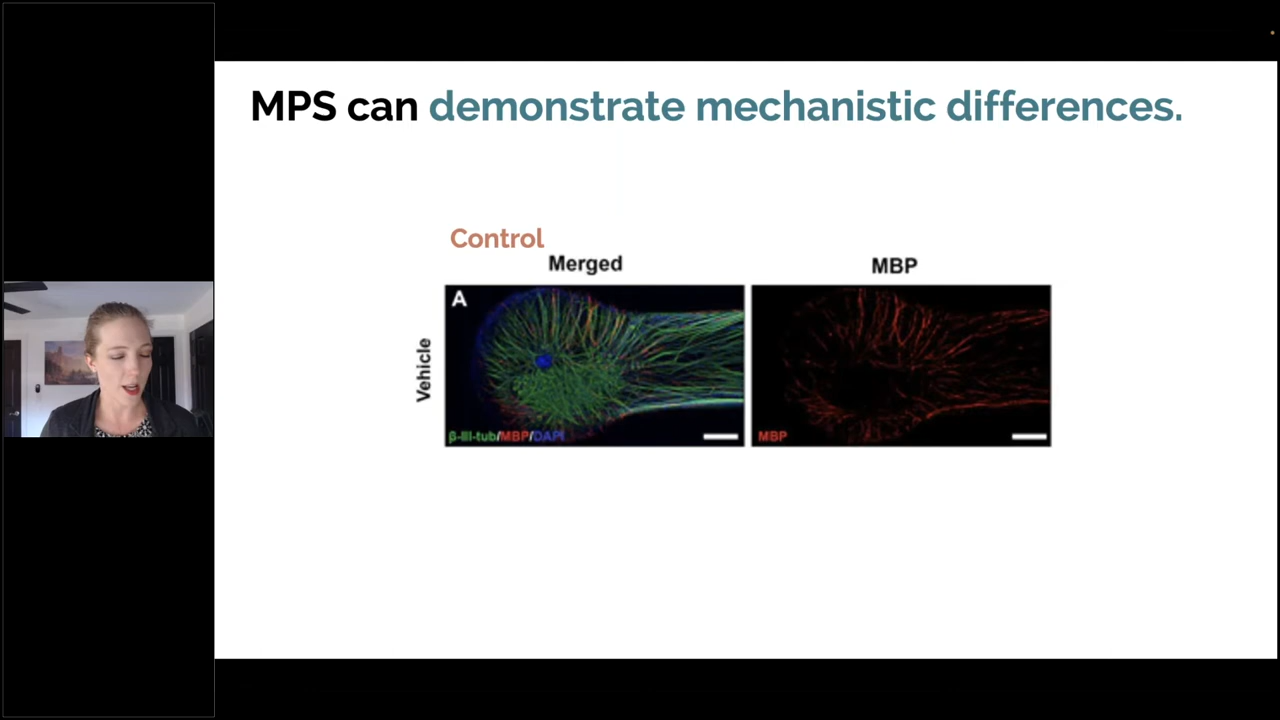 MPS can demonstrate mechanistic differences.
Control
Merged
MBP
A
Vehicle
β-III-tub/MBP/DAPI
MBP